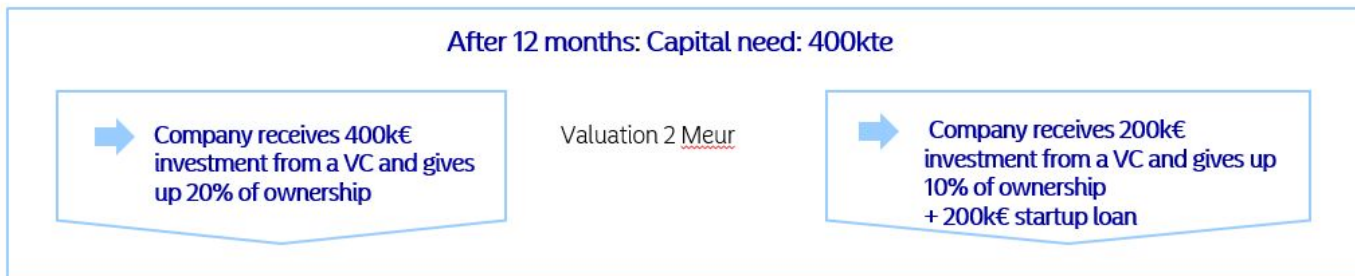 After 12 months: Capital need: 400kte
Company receives 400k€
investment from a VC and gives
up 20% of ownership
Valuation 2 Meur
Company receives 200k€
investment from a VC and gives up
10% of ownership
+ 200k€ startup loan